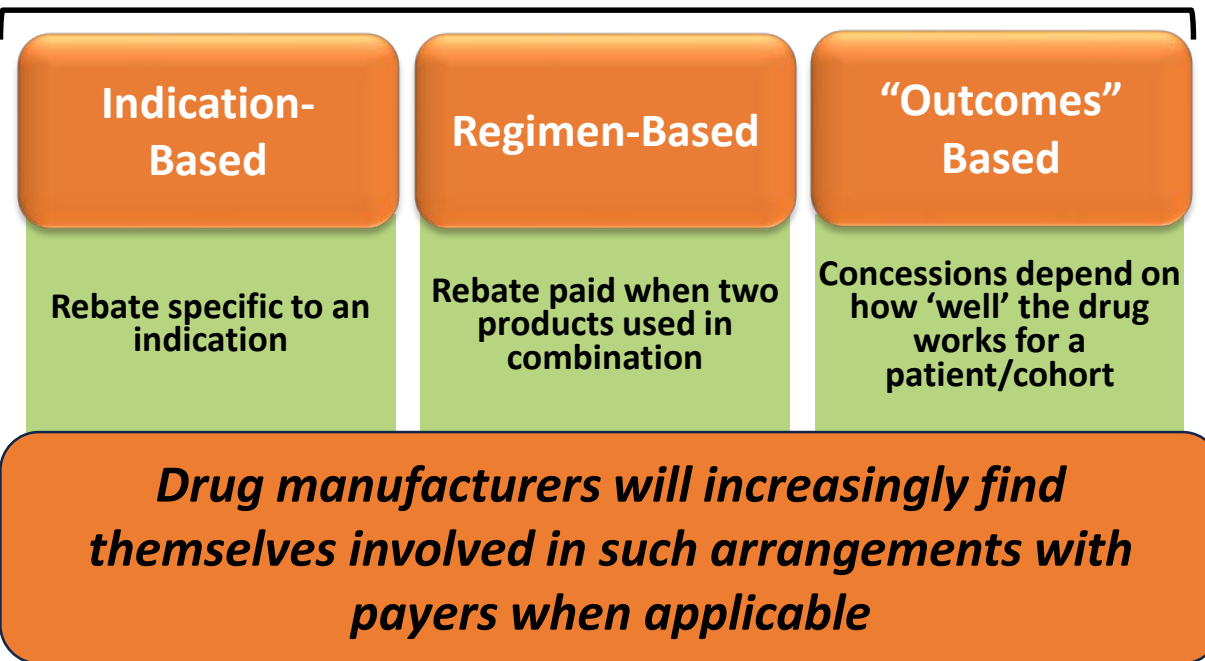 Indication-
Based
Regimen-Based
“Outcomes”
Based
Rebate specific to an
indication
Rebate paid when two
products used in
combination
Concessions depend on
how ‘well’ the drug
works for a
patient/cohort
Drug manufacturers will increasingly find
themselves involved in such arrangements with
payers when applicable